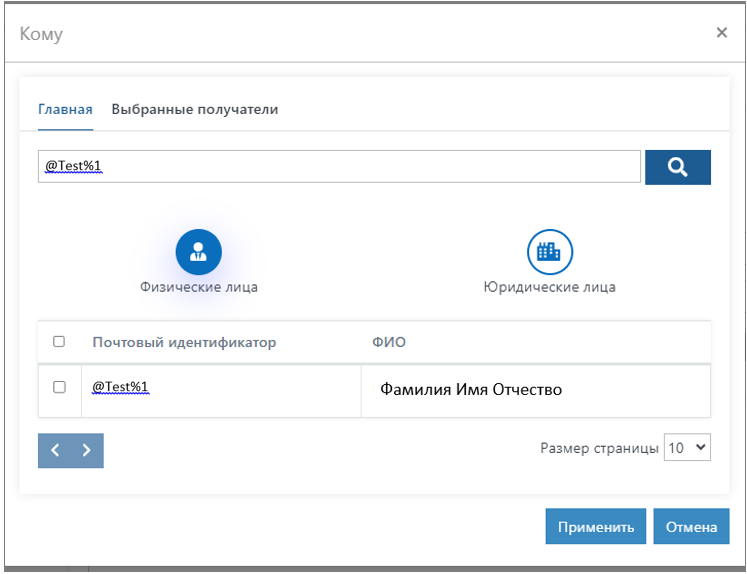 Кому
×
Главная Выбранные получатели
@Test%1
Физические лица Юридические лица
Почтовый идентификатор ФИО
@Test%1 Фамилия Имя Отчество
Размер страницы 10
Применить Отмена